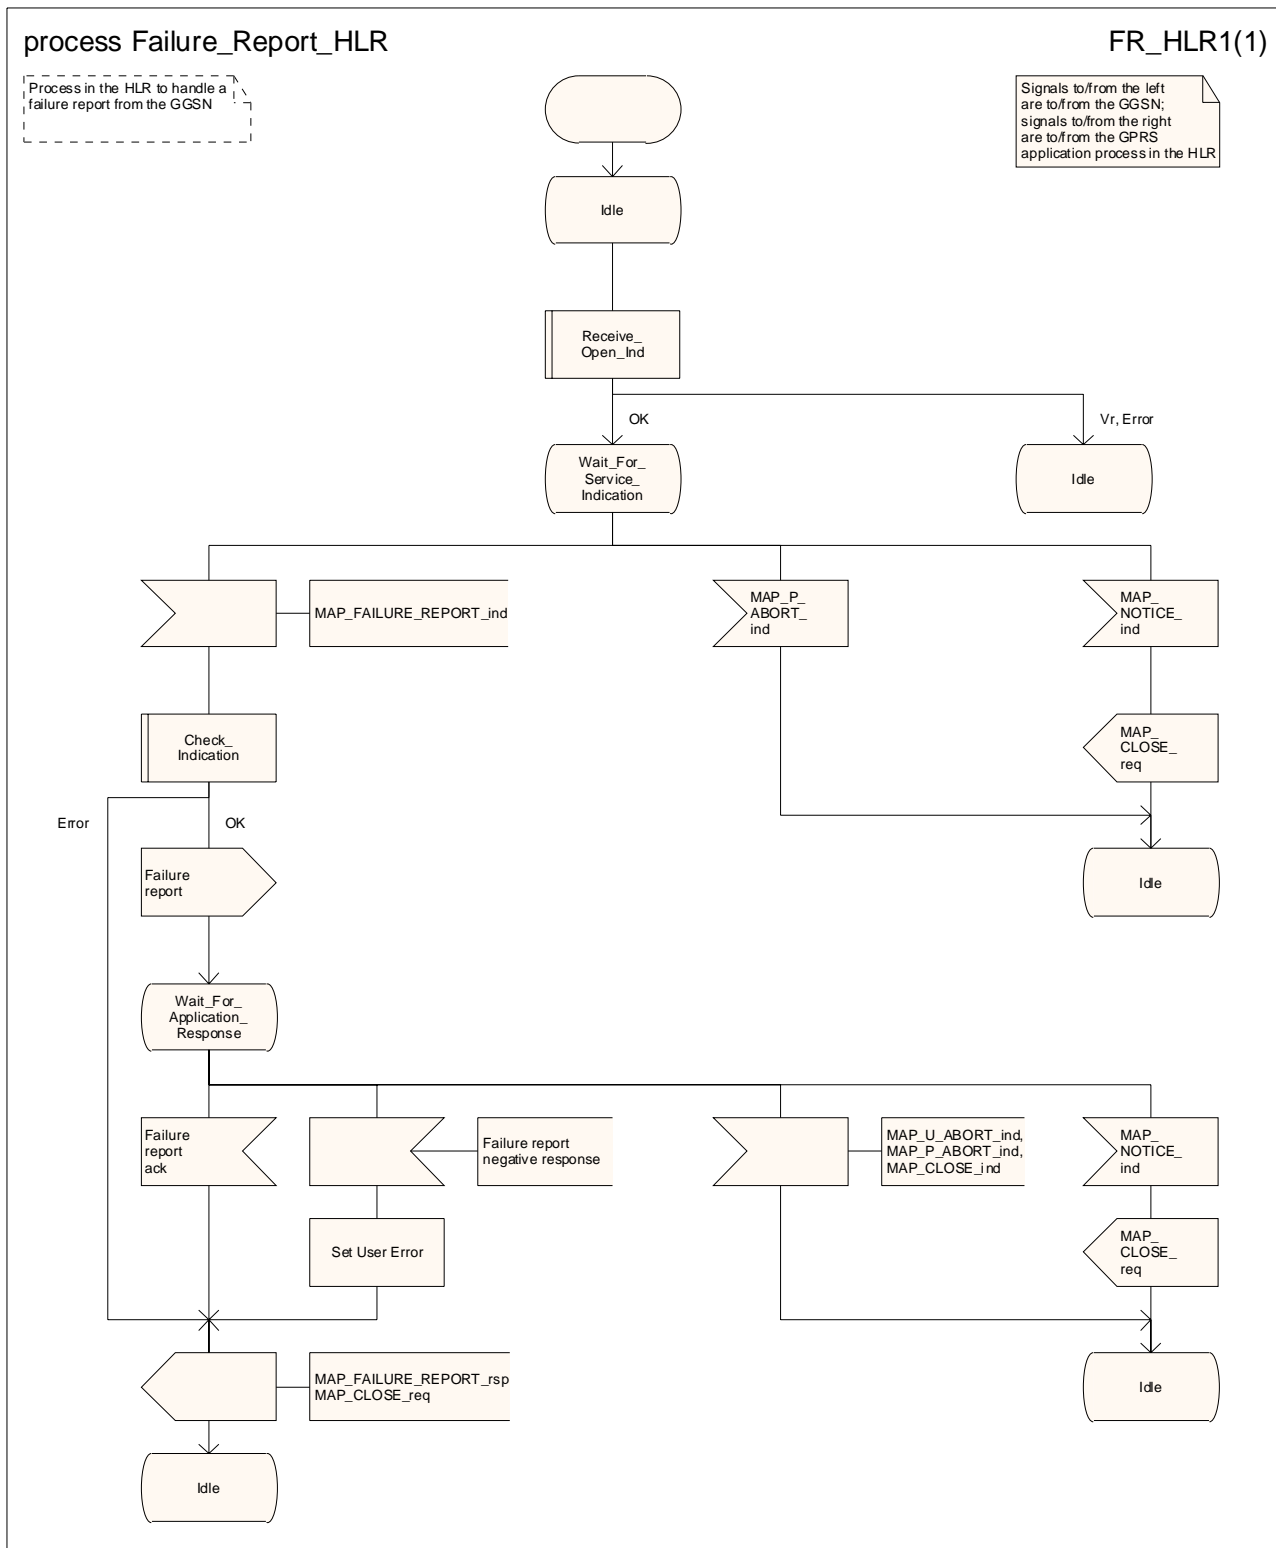 process Failure_Report_HLR
FR_HLR1(1)
Process in the HLR to handle a
failure report from the GGSN
Signals to/from the left
are to/from the GGSN;
signals to/from the right
are to/from the GPRS
application process in the HLR
Idle
Receive_
Open_Ind
OK
Vr, Error
Wait_For_
Service_
Indication
Idle
MAP_FAILURE_REPORT_ind
MAP_P_
ABORT_
ind
MAP_
NOTICE_
ind
Check_
Indication
MAP_
CLOSE_
req
Error
OK
Failure
report
Idle
Wait_For_
Application_
Response
Failure
report
ack
Failure report
negative response
MAP_U_ABORT_ind,
MAP_P_ABORT_ind,
MAP_CLOSE_ind
MAP_
NOTICE_
ind
Set User Error
MAP_
CLOSE_
req
MAP_FAILURE_REPORT_rsp
MAP_CLOSE_req
Idle
Idle